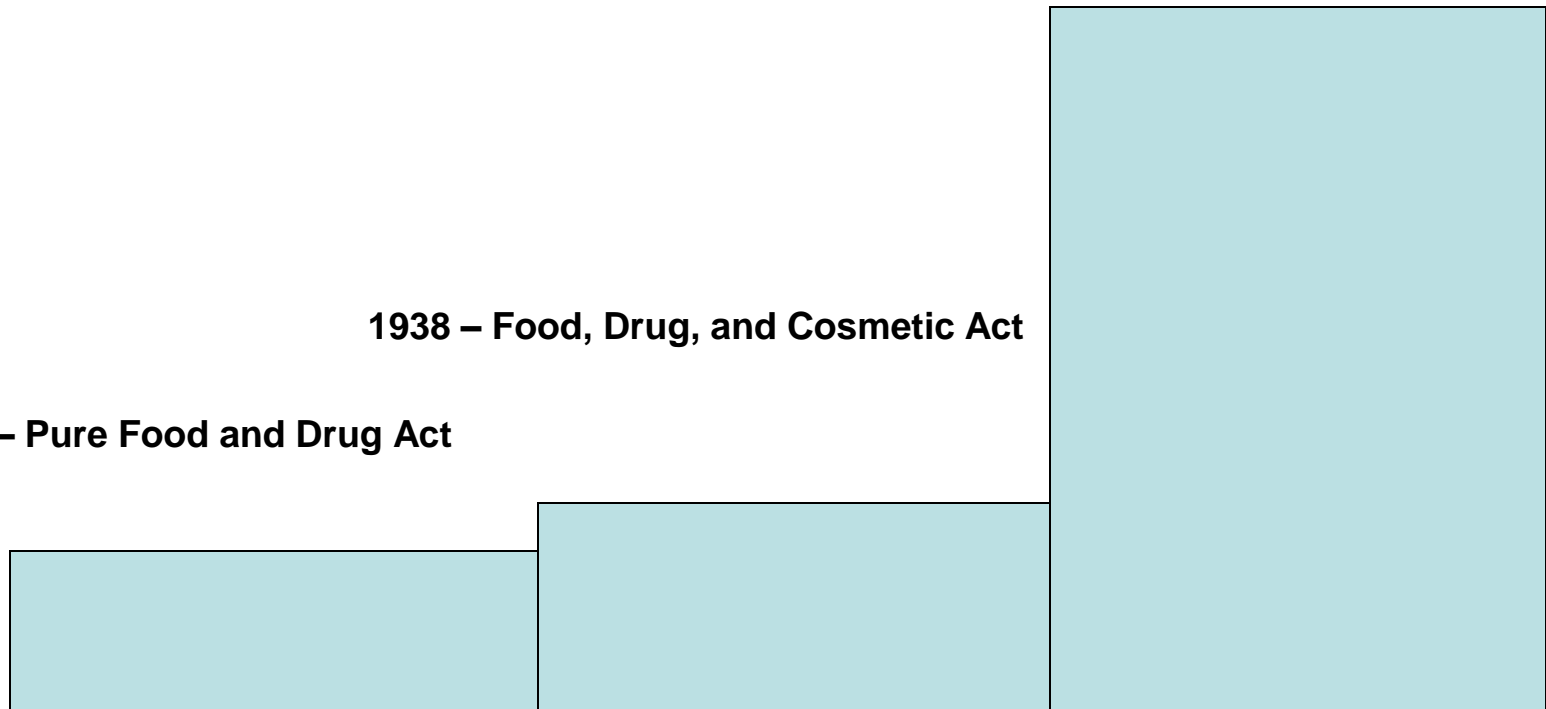 1938 – Food, Drug, and Cosmetic Act
– Pure Food and Drug Act